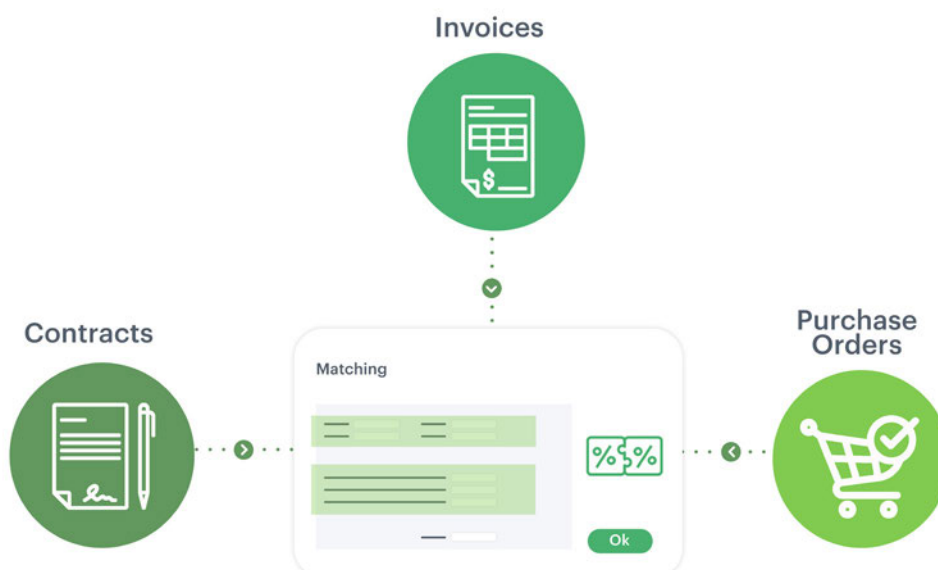 Invoices
Contracts
Purchase
Orders
Matching
$
% %
Ok